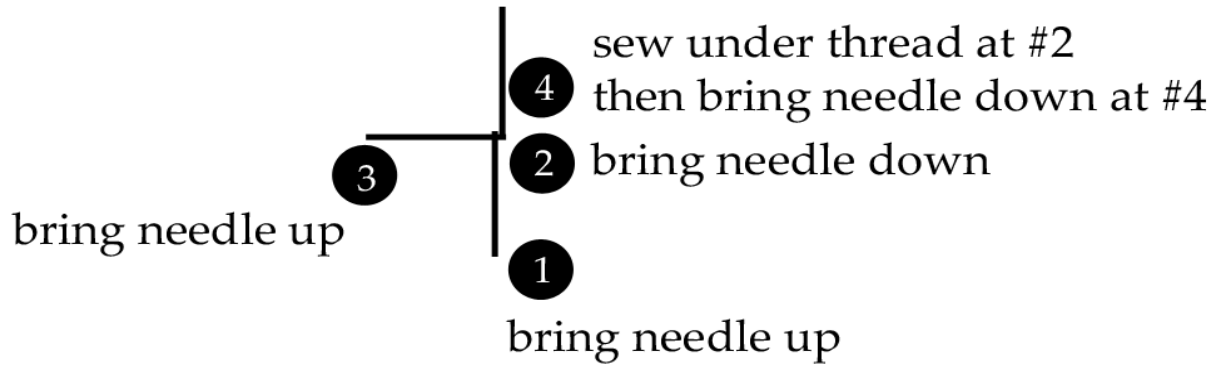 sew under thread at #2
4
then bring needle down at #4
2
bring needle down
3
bring needle up
1
bring needle up